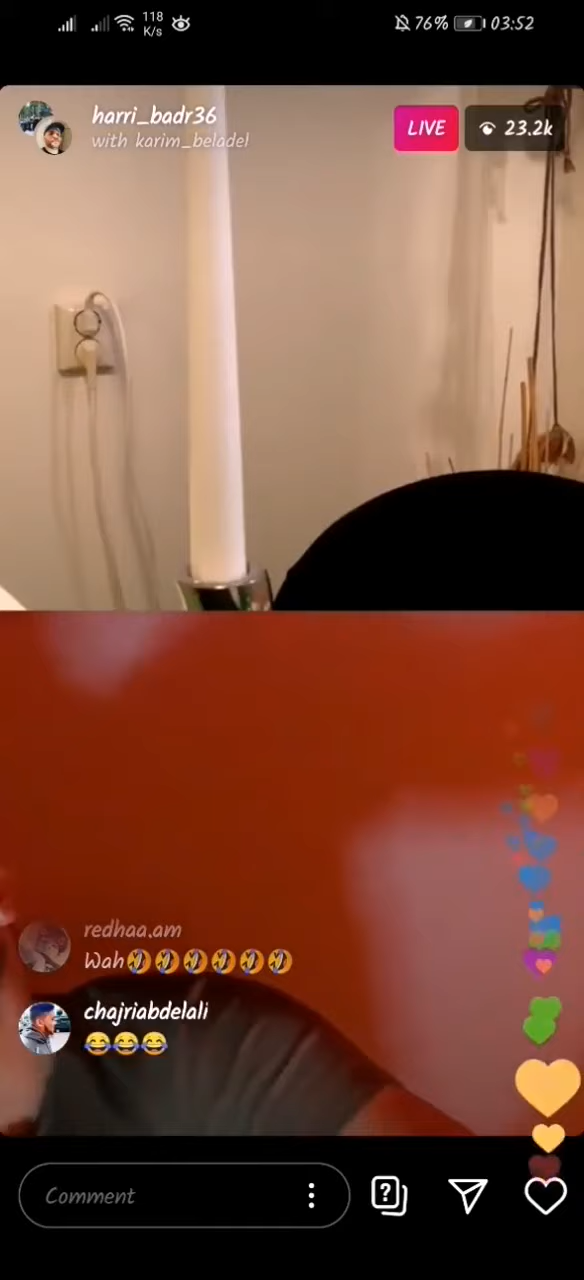 118
K/s
76%
03:52
harri_badr36
with karim_beladel
LIVE
23.2k
redhaa.am
Wah🤣🤣🤣🤣🤣🤣
chajriabdelali
😂😂😂
Comment